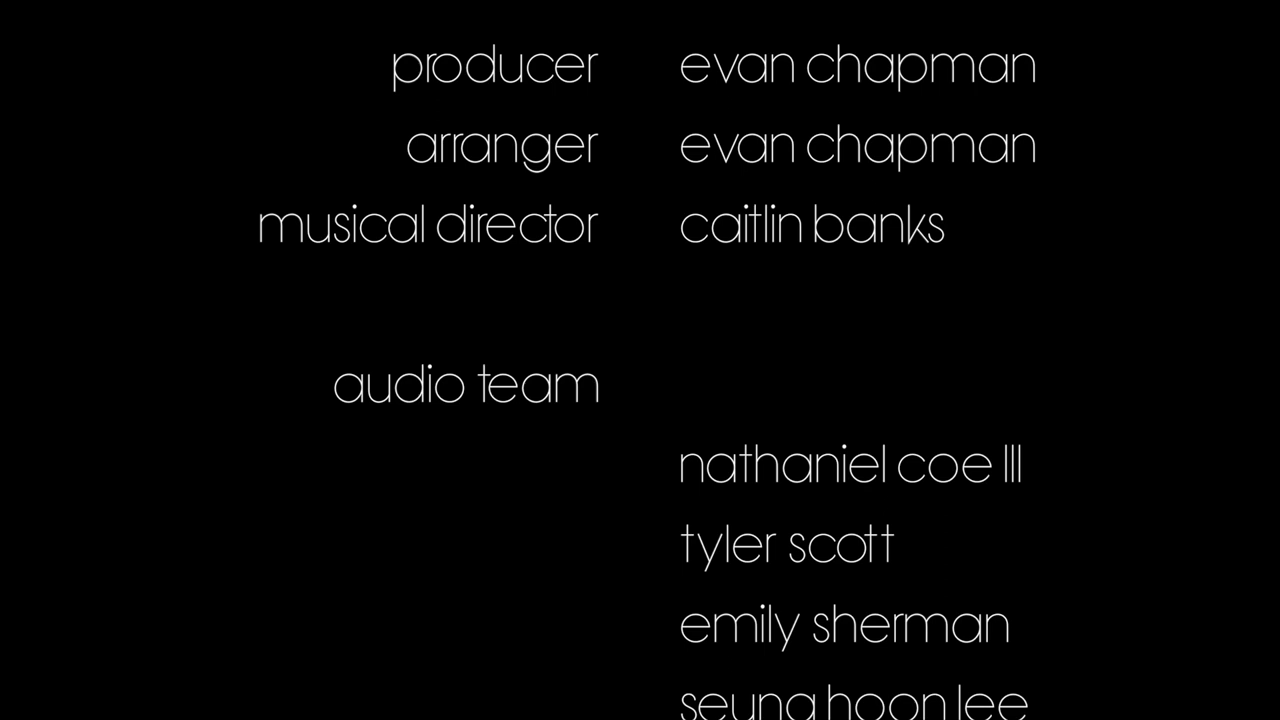 producer evan chapman
arranger evan chapman
musical director caitlin banks
audio team
nathaniel coe III
tyler scott
emily sherman
seung hoon lee